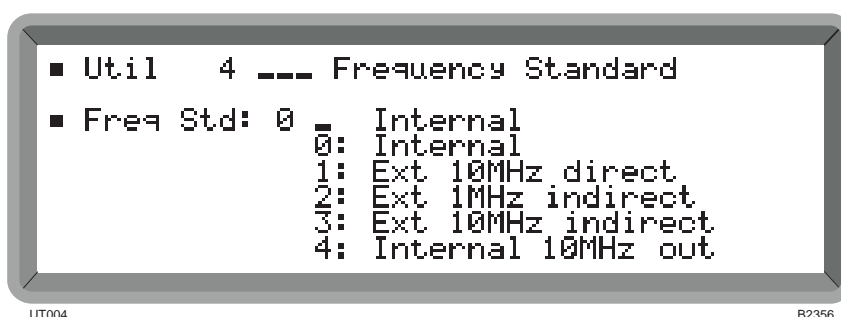 ■ Util 4 ___ Frequency Standard
■ Freq Std: 0 _ Internal
0: Internal
1: Ext 10MHz direct
2: Ext 1MHz indirect
3: Ext 10MHz indirect
4: Internal 10MHz out
UT004 B2356